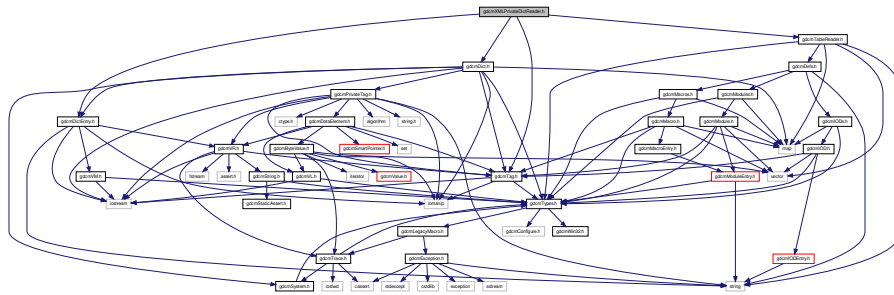 gdcmXMLPrivateDictReader.h
gdcmTableReader.h
gdcmDict.h
gdcmDefs.h
gdcmPrivateTag.h
gdcmMacros.h
gdcmModules.h
gdcmDictEntry.h
ctype.h
gdcmDataElement.h
algorithm
string.h
gdcmMacro.h
gdcmModule.h
gdcmIODs.h
gdcmVR.h
gdcmByteValue.h
gdcmSmartPointer.h
set
gdcmMacroEntry.h
map
gdcmIOD.h
gdcmVM.h
fstream
assert.h
gdcmString.h
gdcmVL.h
iterator
gdcmValue.h
gdcmTag.h
gdcmModuleEntry.h
vector
iostream
gdcmStaticAssert.h
iomanip
gdcmTypes.h
gdcmLegacyMacro.h
gdcmConfigure.h
gdcmWin32.h
gdcmTrace.h
gdcmException.h
gdcmIODEntry.h
gdcmSystem.h
iosfwd
cassert
stdexcept
cstdlib
exception
sstream
string